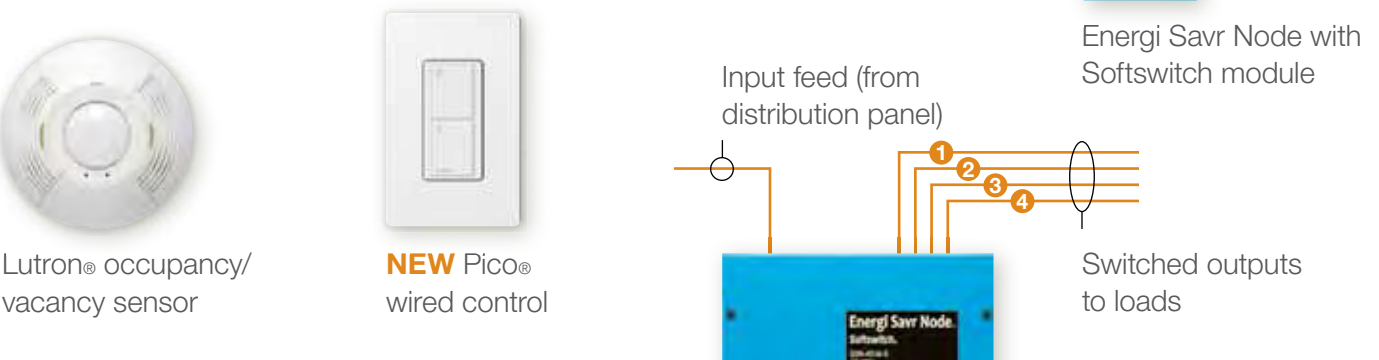 Energi Savr Node with
Softswitch module
Input feed (from
distribution panel)
1
2
3
4
Lutron® occupancy/
vacancy sensor
NEW Pico®
wired control
Switched outputs
to loads
Energi Savr Node.
Softswitch.